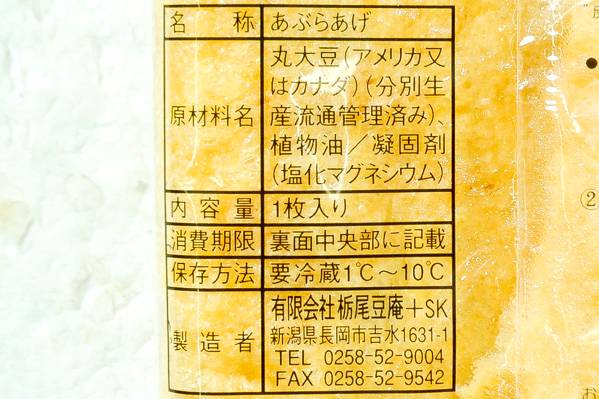 名称 あぶらあげ
原材料名 丸大豆(アメリカ又
はカナダ)(分別生
産流通管理済み)、
植物油／凝固剤
(塩化マグネシウム)
内容量 1枚入り
消費期限 裏面中央部に記載
保存方法 要冷蔵1℃〜10℃
製造者 有限会社栃尾豆庵+SK
新潟県長岡市吉水1631-1
TEL 0258-52-9004
FAX 0258-52-9542
②
お